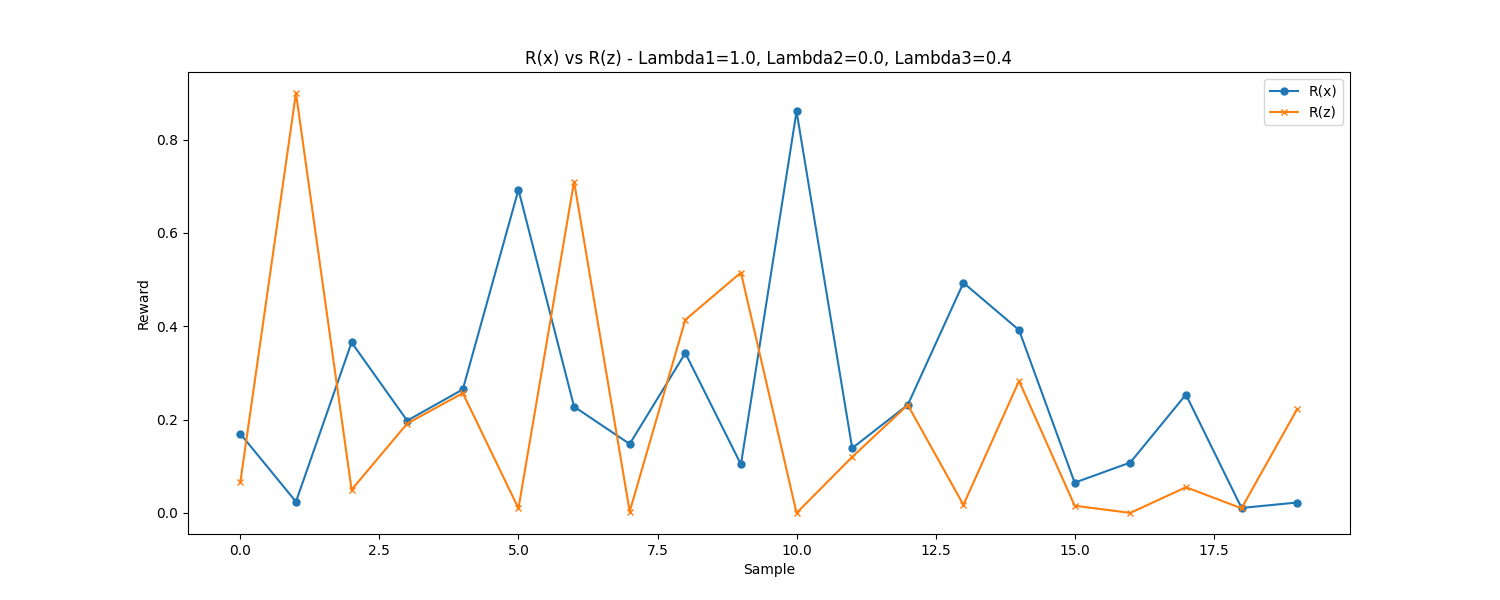 R(x) vs R(z) - Lambda1=1.0, Lambda2=0.0, Lambda3=0.4
R(x)
R(z)
Reward
0.8
0.6
0.4
0.2
0.0
0.0 2.5 5.0 7.5 10.0 12.5 15.0 17.5
Sample